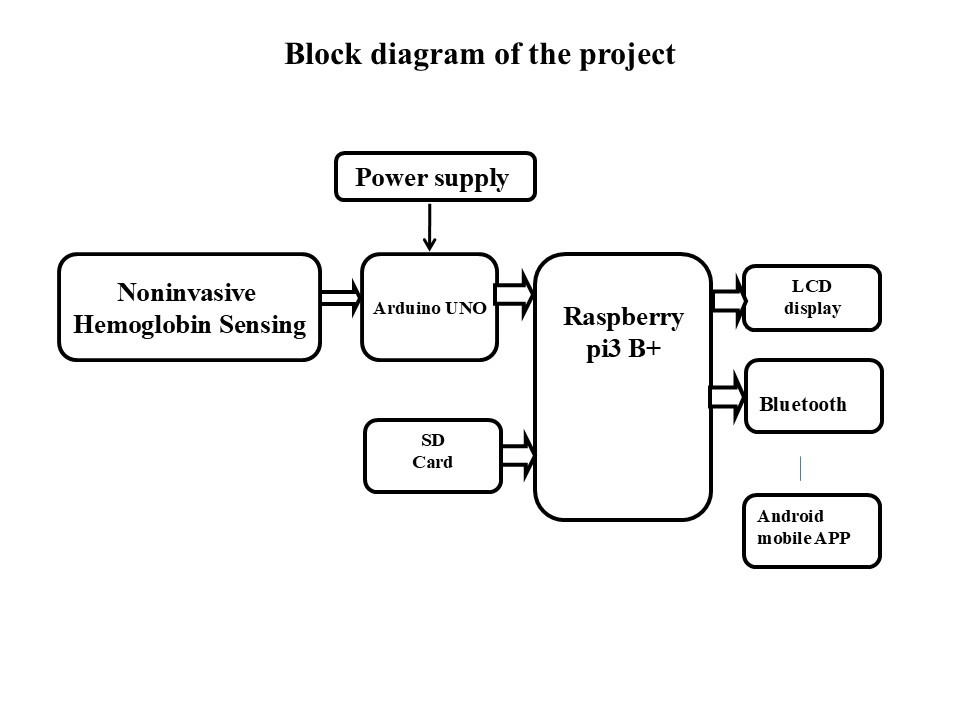 Block diagram of the project
Power supply
Noninvasive
Hemoglobin Sensing
Arduino UNO
Raspberry
pi3 B+
LCD
display
Bluetooth
SD
Card
Android
mobile APP